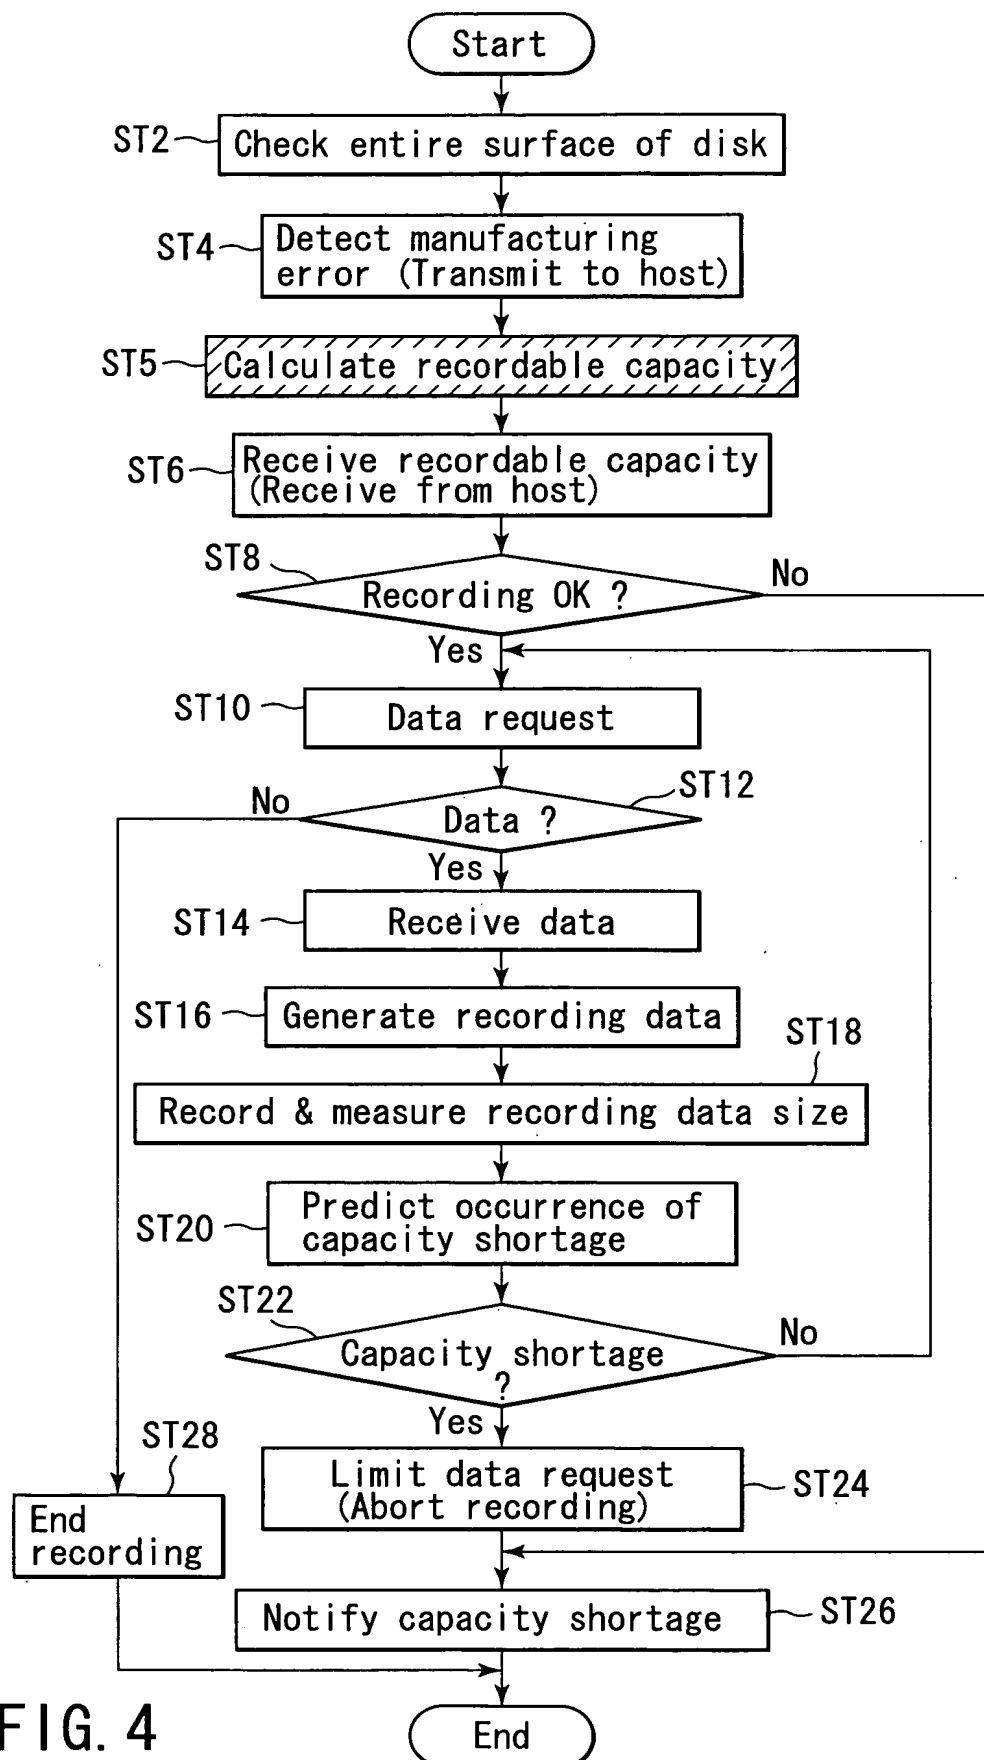 Start
ST2
Check entire surface of disk
ST4
Detect manufacturing
error (Transmit to host)
ST5
Calculate recordable capacity
ST6
Receive recordable capacity
(Receive from host)
ST8
Recording OK ?
No
Yes
ST10
Data request
ST12
No
Data ?
Yes
ST14
Receive data
ST16
Generate recording data
ST18
Record & measure recording data size
ST20
Predict occurrence of
capacity shortage
ST22
No
Capacity shortage
?
Yes
ST28
Limit data request
(Abort recording)
ST24
End
recording
Notify capacity shortage
ST26
FIG. 4
End